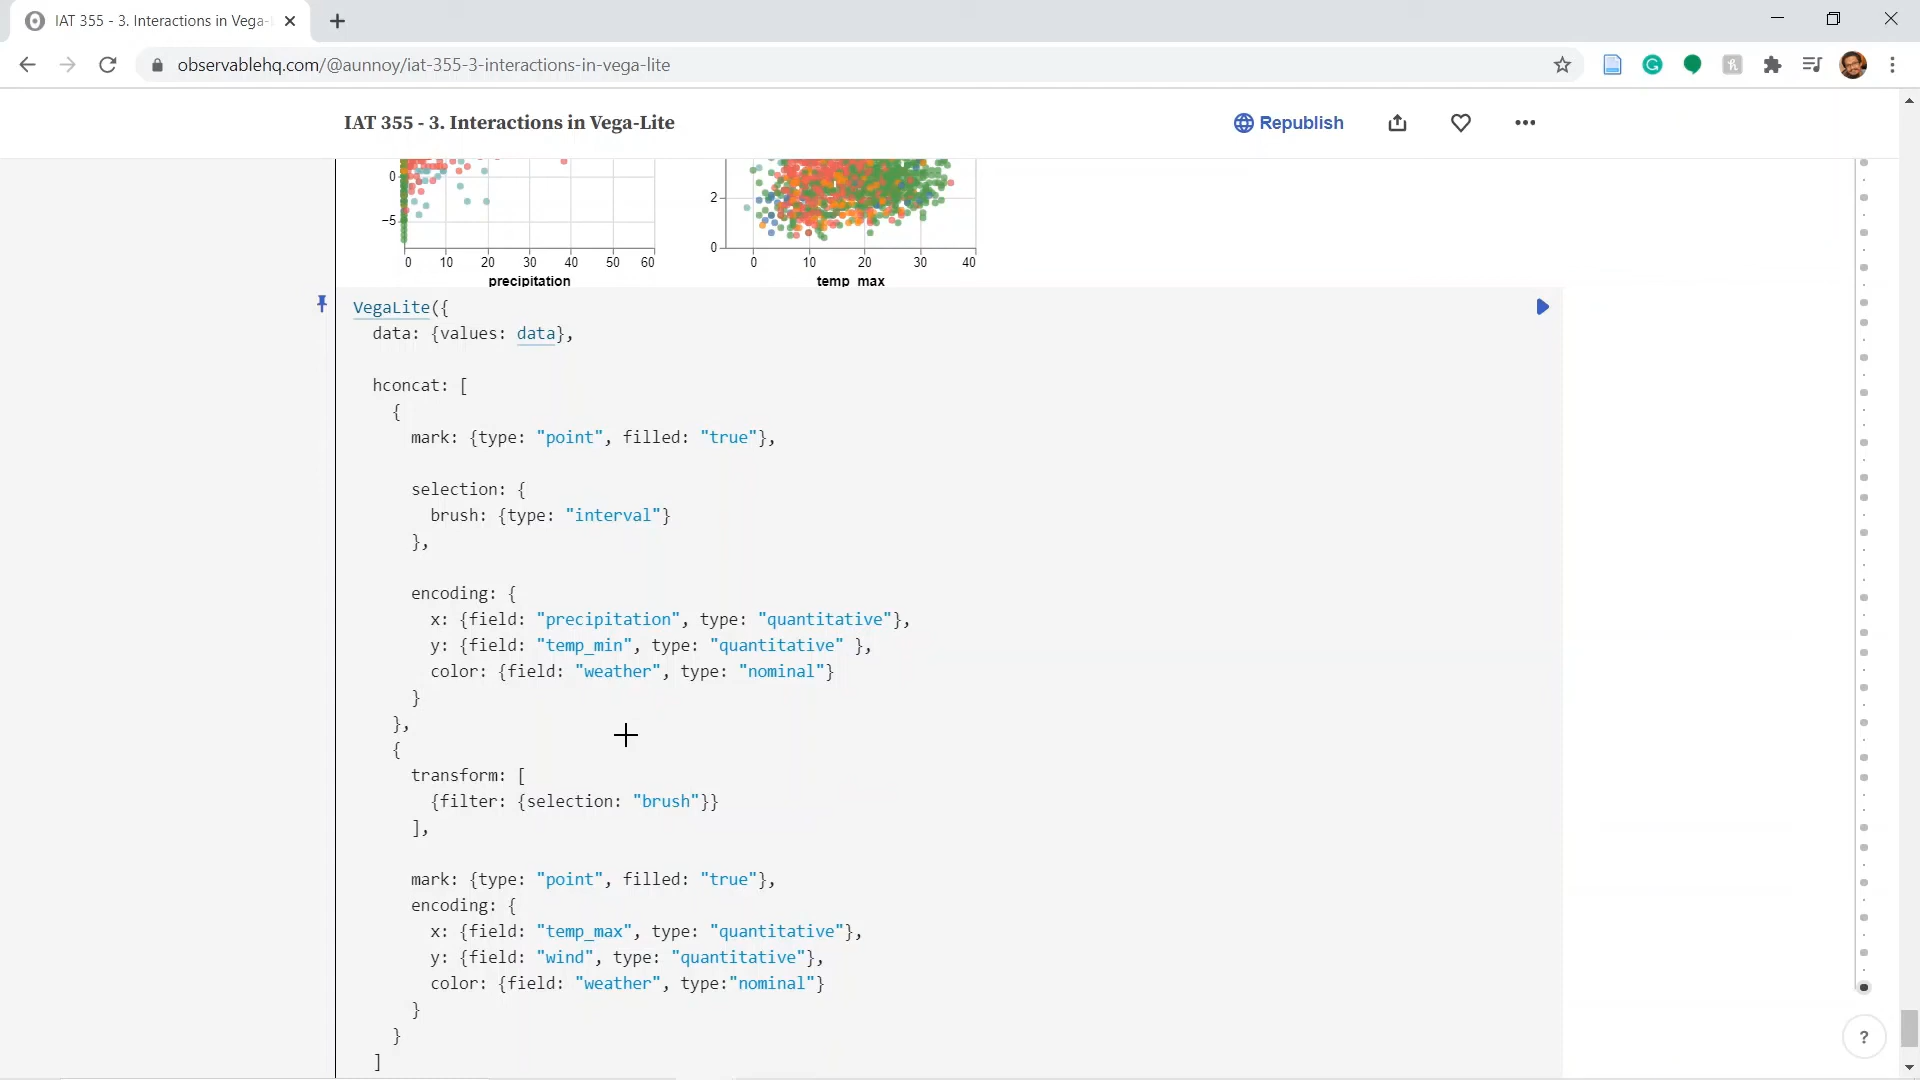 IAT 355 - 3. Interactions in Vega-
observablehq.com/@aunnoy/iat-355-3-interactions-in-vega-lite
IAT 355 - 3. Interactions in Vega-Lite
Republish
0
−5
0 10 20 30 40 50 60
precipitation
2
0
0 10 20 30 40
temp_max
VegaLite({
data: {values: data},
hconcat: [
{
mark: {type: "point", filled: "true"},
selection: {
brush: {type: "interval"}
},
encoding: {
x: {field: "precipitation", type: "quantitative"},
y: {field: "temp_min", type: "quantitative" },
color: {field: "weather", type: "nominal"}
}
},
{
transform: [
{filter: {selection: "brush"}}
],
mark: {type: "point", filled: "true"},
encoding: {
x: {field: "temp_max", type: "quantitative"},
y: {field: "wind", type: "quantitative"},
color: {field: "weather", type:"nominal"}
}
}
]
?